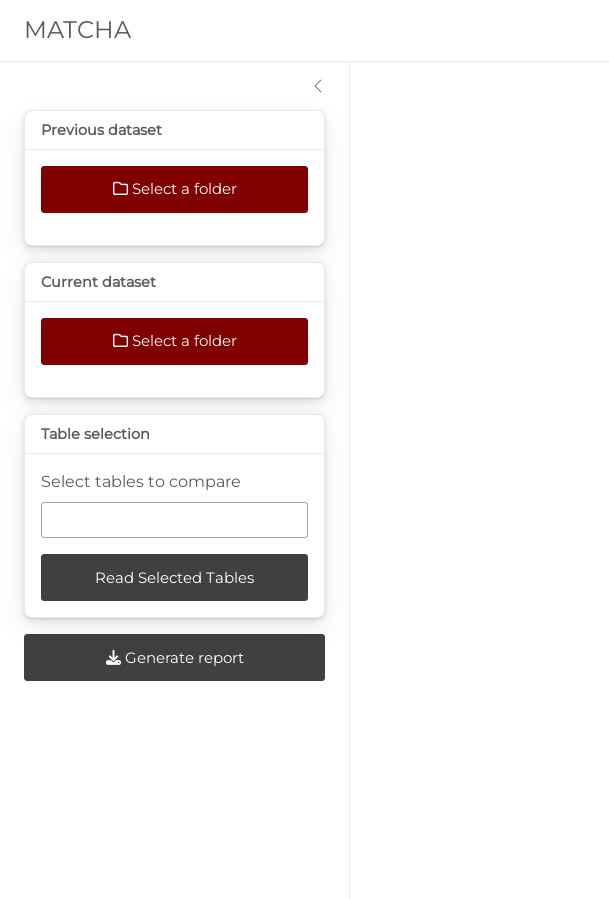 MATCHA
Previous dataset
Select a folder
Current dataset
Select a folder
Table selection
Select tables to compare
Read Selected Tables
Generate report